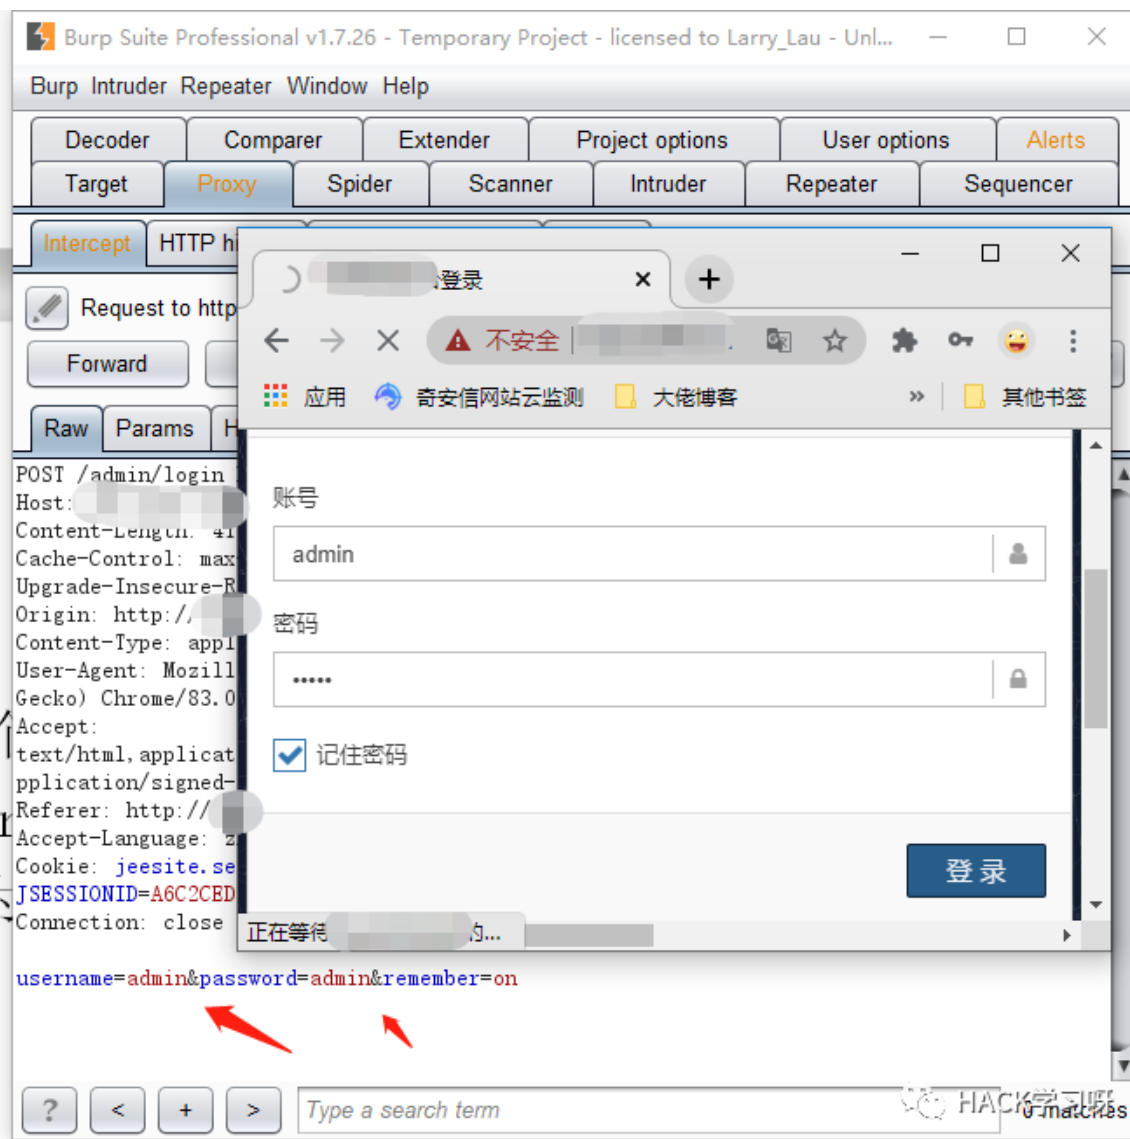 Burp Suite Professional v1.7.26 - Temporary Project - licensed to Larry_Lau - Unl...
Burp Intruder Repeater Window Help
Decoder Comparer Extender Project options User options Alerts
Target Proxy Spider Scanner Intruder Repeater Sequencer
Intercept HTTP hi
登录
Request to http
不安全
Forward
应用 奇安信网站云监测 大佬博客 » 其他书签
Raw Params H
POST /admin/login
Host:
账号
Content-Length: 41
admin
Cache-Control: max
Upgrade-Insecure-R
Origin: http:/
密码
Content-Type: appl
User-Agent: Mozill
•••••
Gecko) Chrome/83.0
Accept:
text/html,applicat
记住密码
pplication/signed-
Referer: http://
Accept-Language: z
Cookie: jeesite.se
登 录
JSESSIONID=A6C2CED
Connection: close
正在等待 的...
username=admin&password=admin&remember=on
? < + > Type a search term
HACK学习呀
0 matches